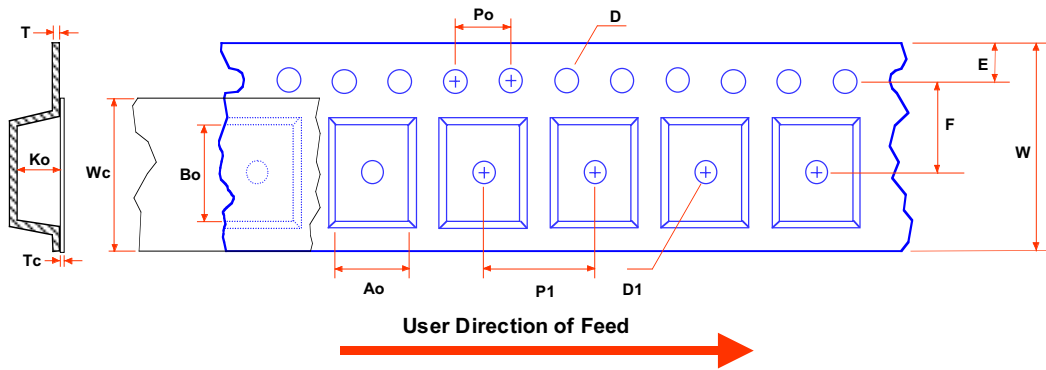 T
Po
D
E
F
W
Ko
Wc
Bo
Tc
Ao
P1
D1
User Direction of Feed